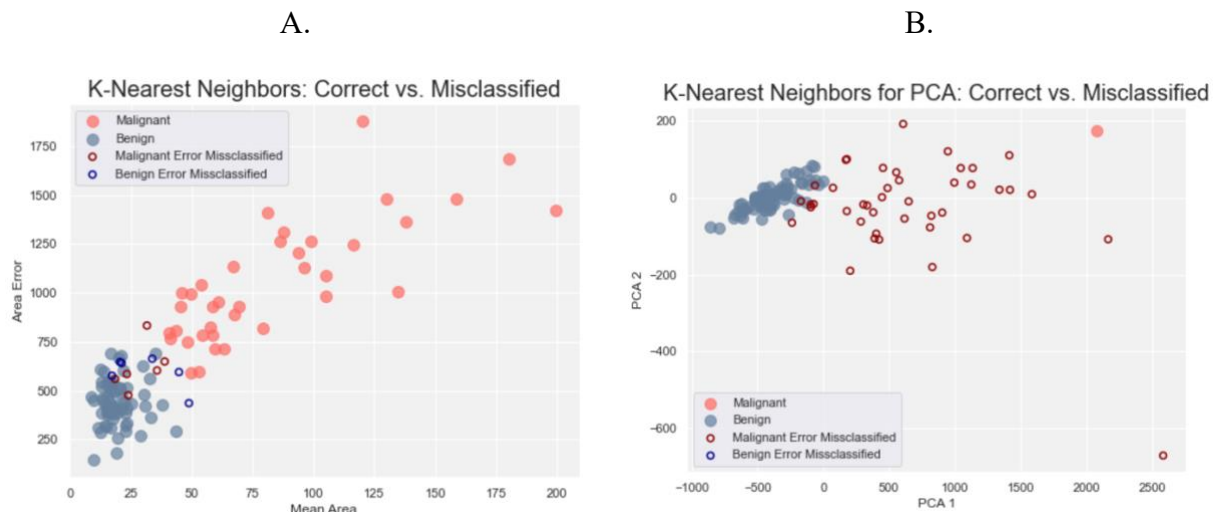 A.
K-Nearest Neighbors: Correct vs. Misclassified
Malignant
Benign
Malignant Error Missclassified
Benign Error Missclassified
1750
1500
1250
1000
750
500
250
Area Error
0 25 50 75 100 125 150 175 200
Mean Area
B.
K-Nearest Neighbors for PCA: Correct vs. Misclassified
200
0
−200
−400
−600
PCA 2
Malignant
Benign
Malignant Error Missclassified
Benign Error Missclassified
−1000 −500 0 500 1000 1500 2000 2500
PCA 1